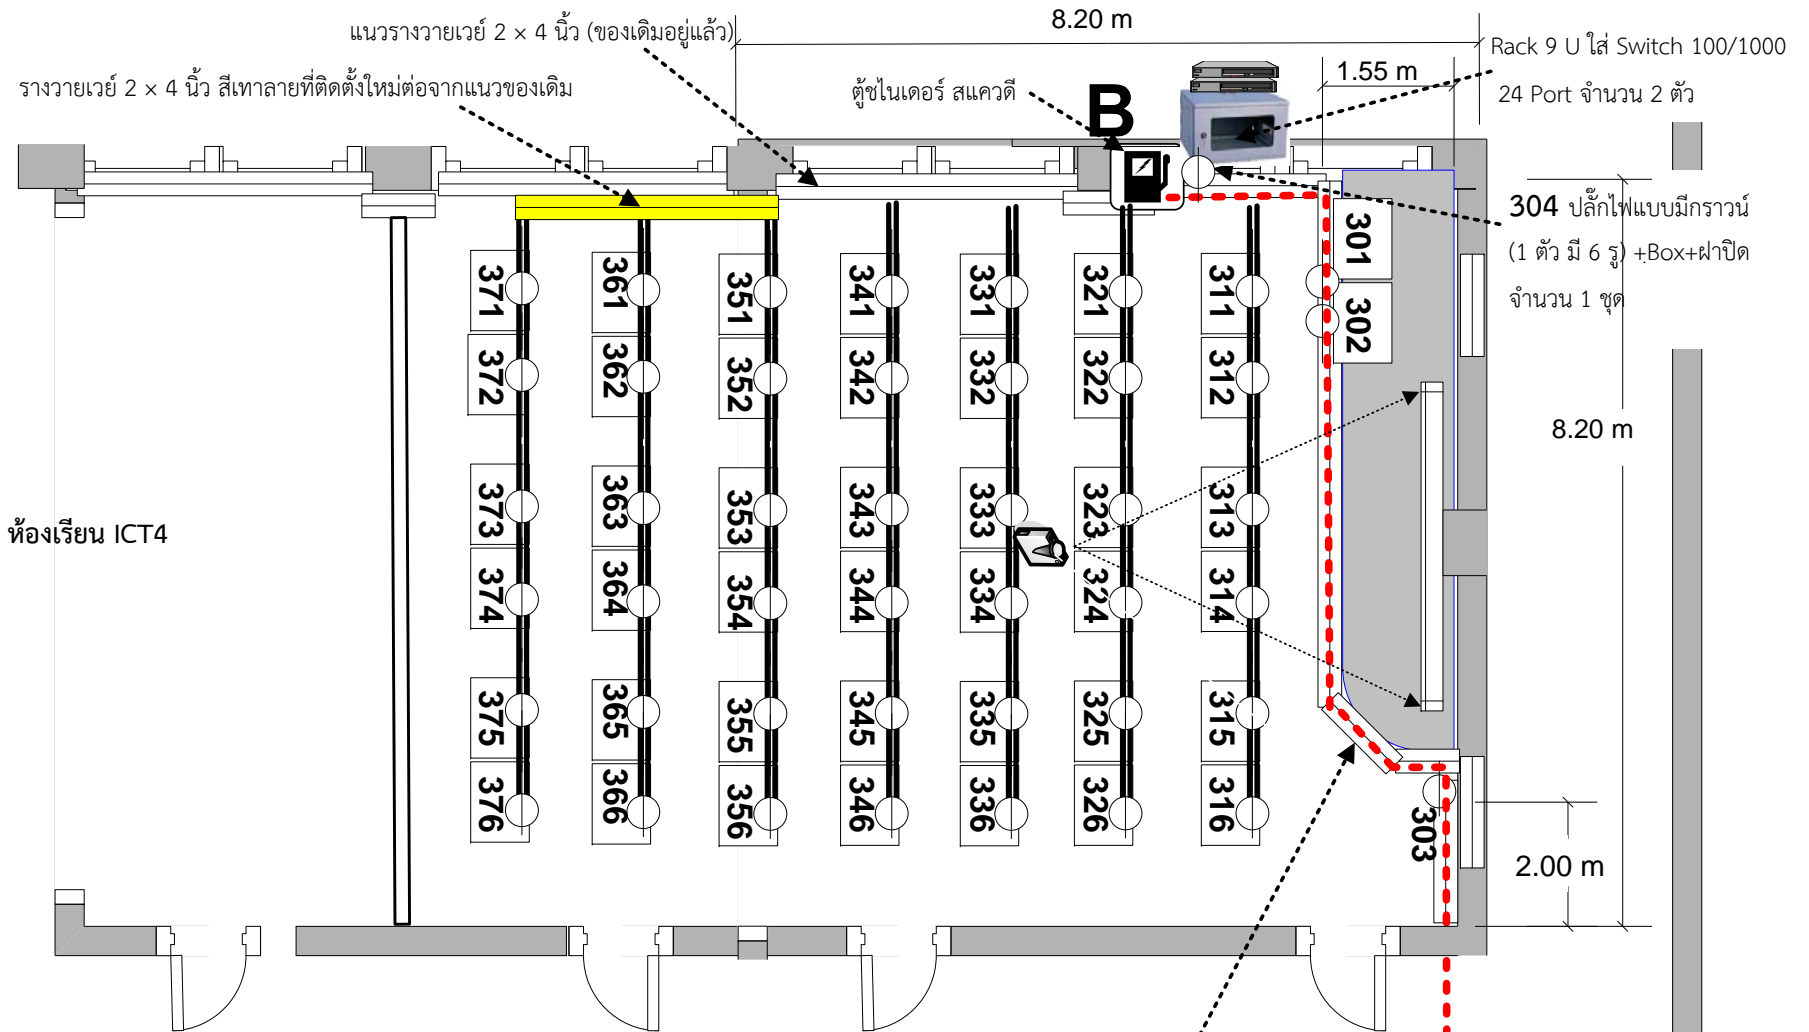 8.20 m
แนวรางวายเวย์ 2 × 4 นิ้ว (ของเดิมอยู่แล้ว)
Rack 9 U ใส่ Switch 100/1000
1.55 m
รางวายเวย์ 2 × 4 นิ้ว สีเทาลายที่ติดตั้งใหม่ต่อจากแนวของเดิม
ตู้ชไนเดอร์ สแควดี
24 Port จำนวน 2 ตัว
B
304 ปลั๊กไฟแบบมีกราวน์
(1 ตัว มี 6 รู) +Box+ฝาปิด
จำนวน 1 ชุด
371 361 351 341 331 321 311 301
372 362 352 342 332 322 312 302
8.20 m
373 363 353 343 333 323 313
ห้องเรียน ICT4
374 364 354 344 334 324 314
375 365 355 345 335 325 315
376 366 356 346 336 326 316 303
2.00 m